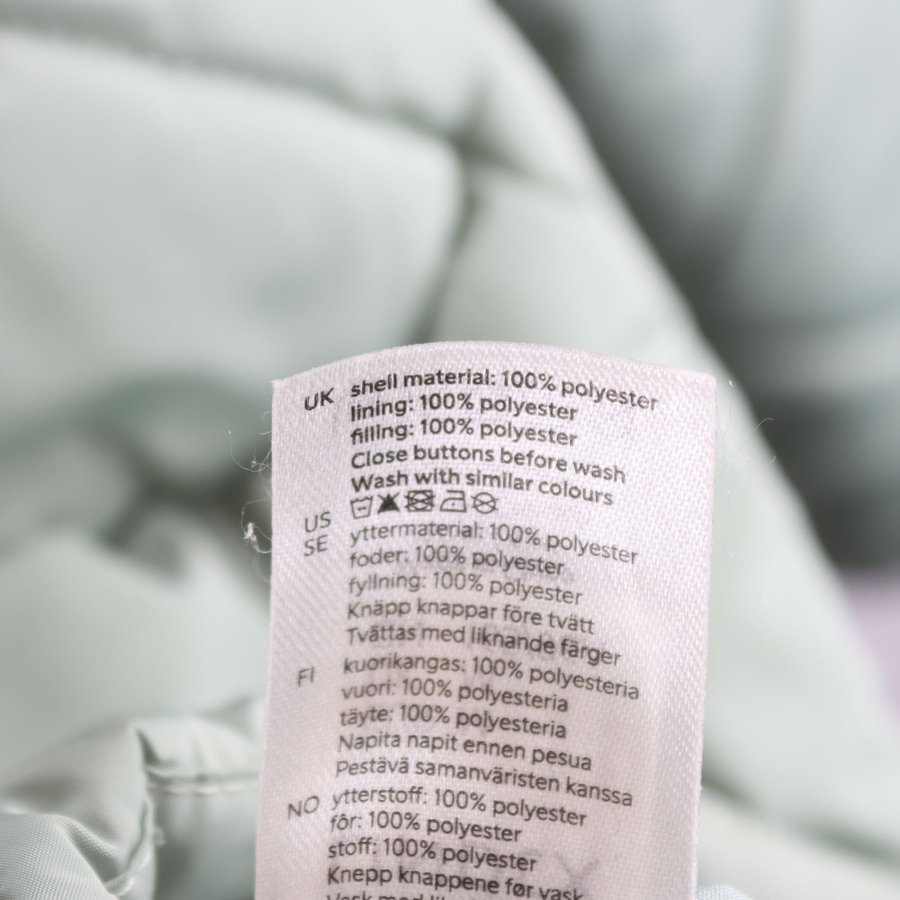 UK shell material: 100% polyester
lining: 100% polyester
filling: 100% polyester
Close buttons before wash
Wash with similar colours
US
SE yttermaterial: 100% polyester
foder: 100% polyester
fyllning: 100% polyester
Knäpp knappar före tvätt
Tvättas med liknande färger
FI kuorikangas: 100% polyesteria
vuori: 100% polyesteria
täyte: 100% polyesteria
Napita napit ennen pesua
Pestävä samanväristen kanssa
NO ytterstoff: 100% polyester
fôr: 100% polyester
stoff: 100% polyester
Knepp knappene før vask
Vask med